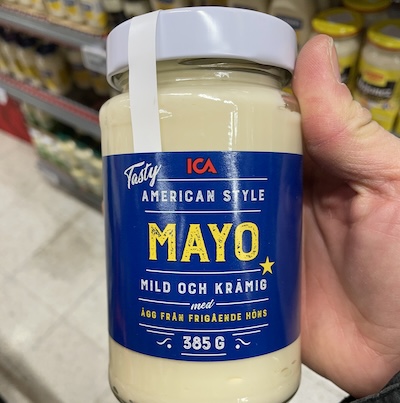 Tasty ICA
AMERICAN STYLE
MAYO
MILD OCH KRÄMIG
med
ÄGG FRÅN FRIGÅENDE HÖNS
385 G